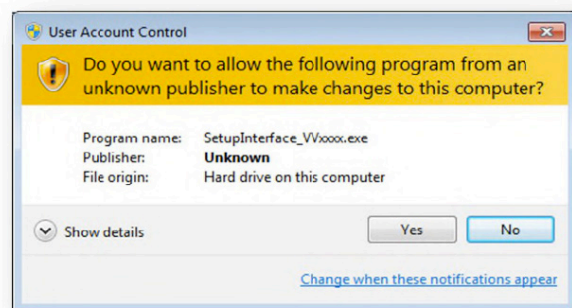 User Account Control
Do you want to allow the following program from an
unknown publisher to make changes to this computer?
Program name: SetupInterface_VVxxxx.exe
Publisher: Unknown
File origin: Hard drive on this computer
Show details
Yes No
Change when these notifications appear